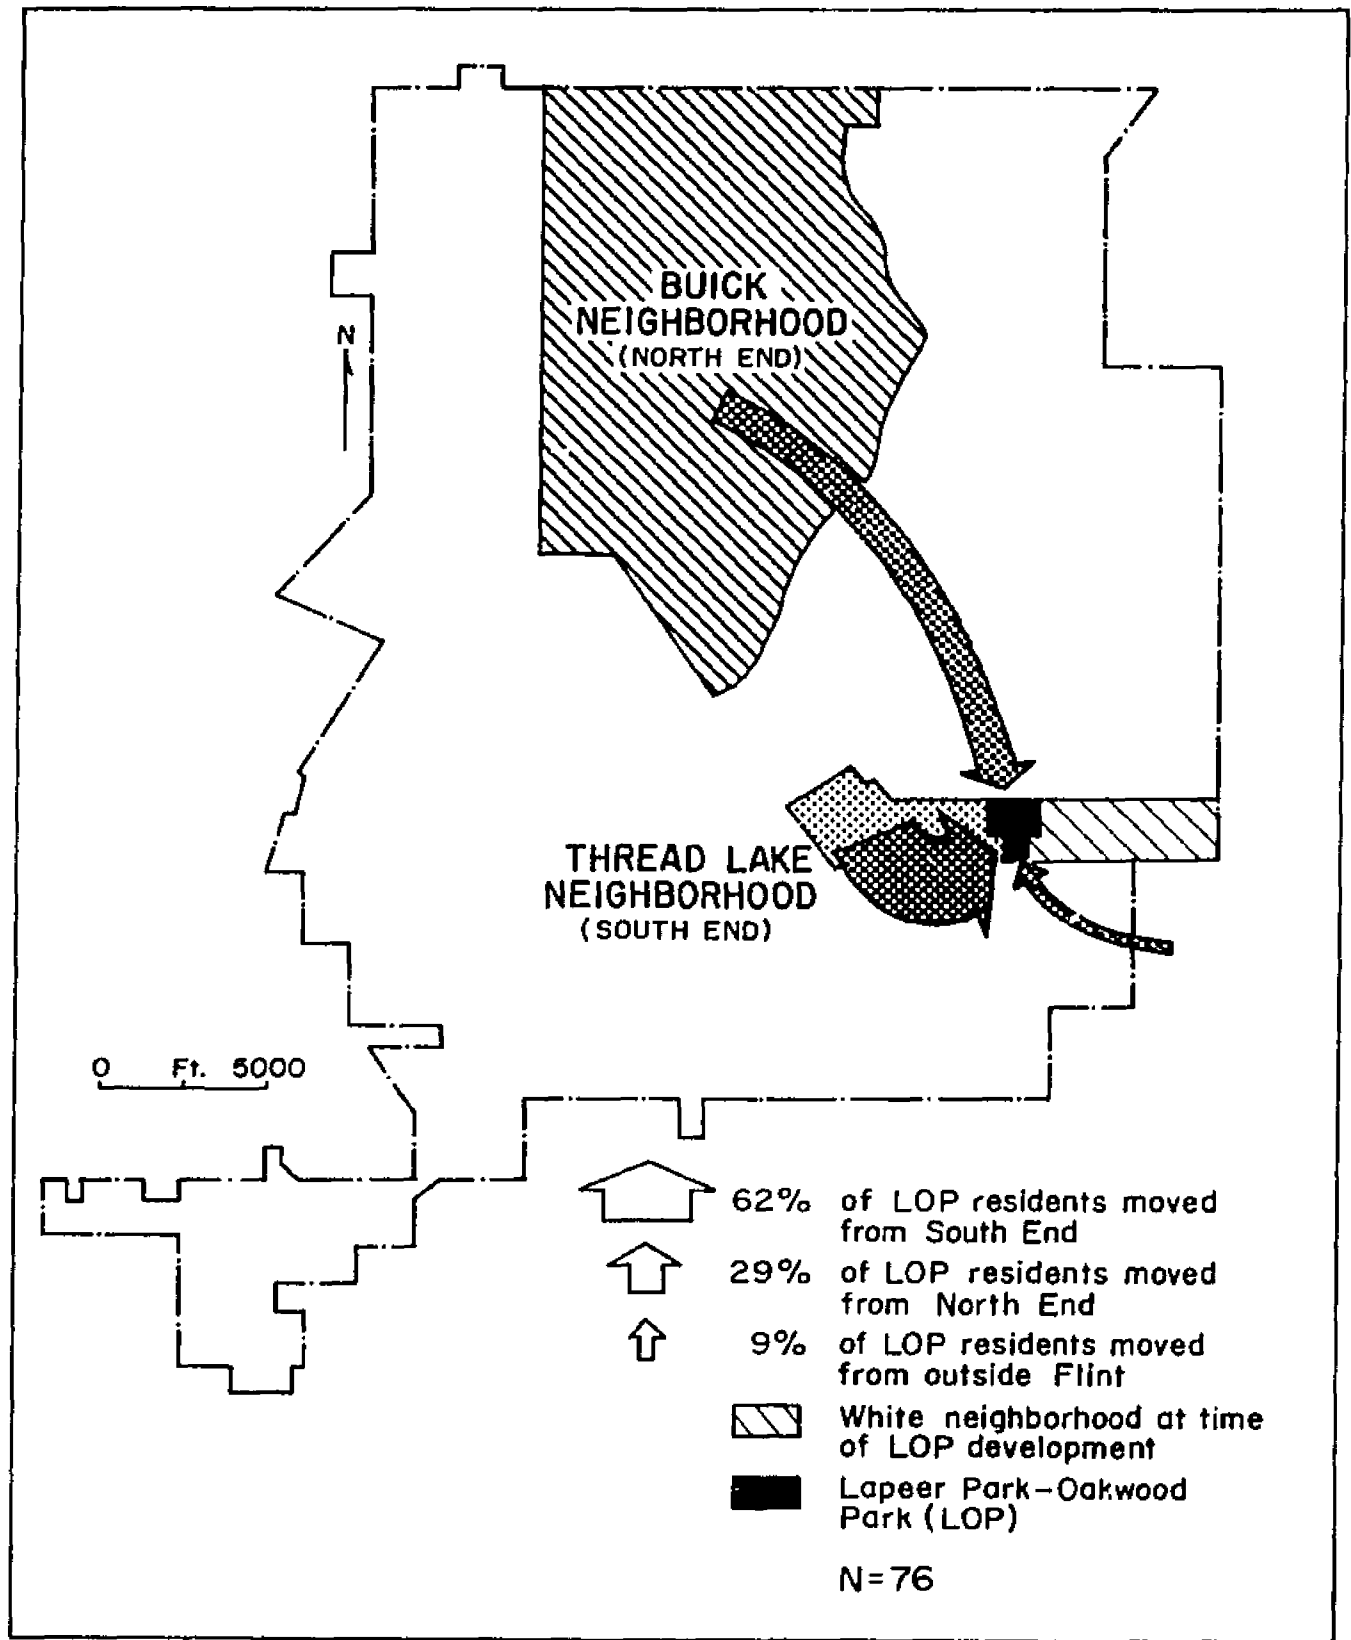 BUICK
NEIGHBORHOOD
(NORTH END)
N
THREAD LAKE
NEIGHBORHOOD
(SOUTH END)
0 Ft. 5000
62% of LOP residents moved
from South End
29% of LOP residents moved
from North End
9% of LOP residents moved
from outside Flint
White neighborhood at time
of LOP development
Lapeer Park-Oakwood
Park (LOP)
N=76